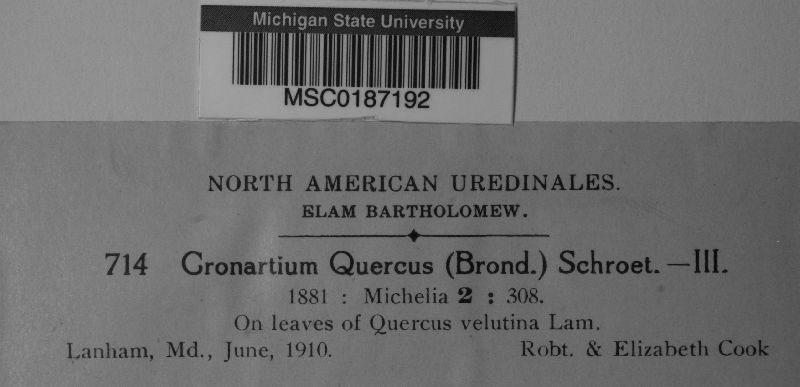 Michigan State University
MSC0187192
NORTH AMERICAN UREDINALES.
ELAM BARTHOLOMEW.
714 Cronartium Quercus (Brond.) Schroet. —III.
1881 : Michelia 2 : 308.
On leaves of Quercus velutina Lam.
Lanham, Md., June, 1910. Robt. & Elizabeth Cook